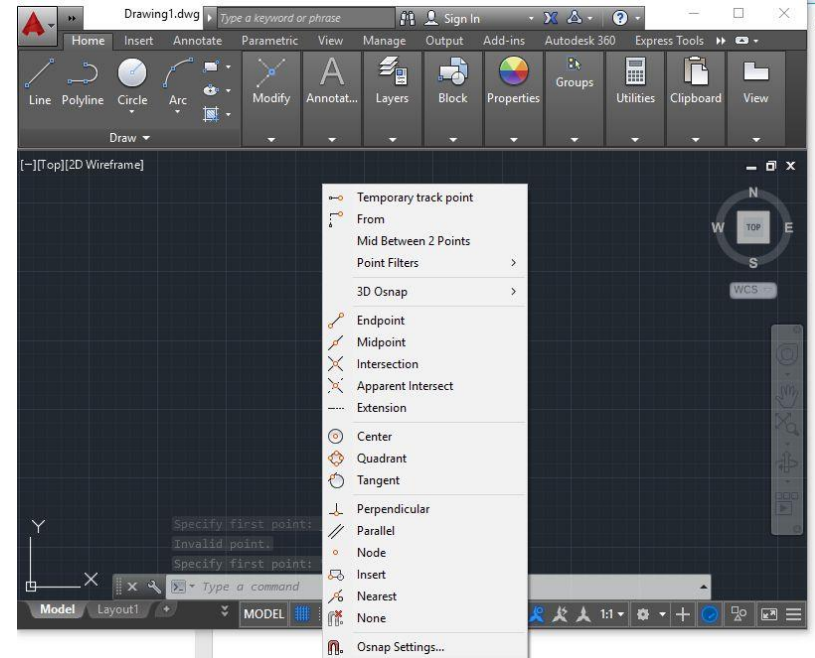 Drawing1.dwg Type a keyword or phrase Sign In
Home Insert Annotate Parametric View Manage Output Add-ins Autodesk 360 Express Tools
Line Polyline Circle Arc Modify Annotat... Layers Block Properties Groups Utilities Clipboard View
Draw
[−][Top][2D Wireframe]
N
W TOP E
S
WCS
Temporary track point
From
Mid Between 2 Points
Point Filters
3D Osnap
Endpoint
Midpoint
Intersection
Apparent Intersect
Extension
Center
Quadrant
Tangent
Perpendicular
Parallel
Node
Insert
Nearest
None
Osnap Settings...
Y
X
Specify first point:
Invalid point.
Specify first point:
Type a command
Model Layout1 + MODEL 1:1